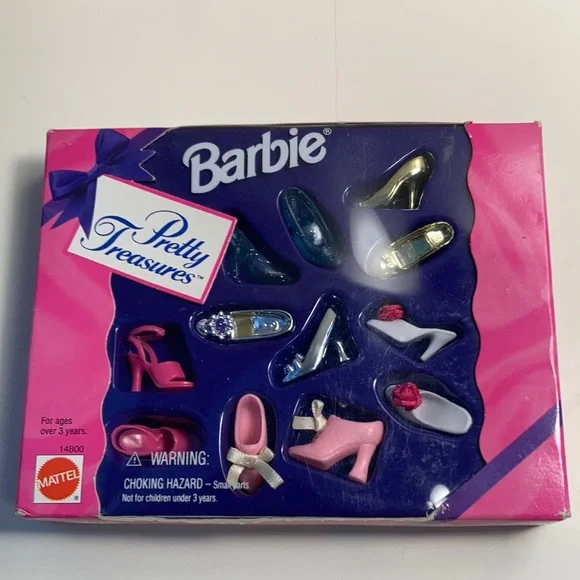 Barbie®
Pretty
Treasures™
For ages
over 3 years.
14800
MATTEL
®
⚠ WARNING:
CHOKING HAZARD – Small parts
Not for children under 3 years.